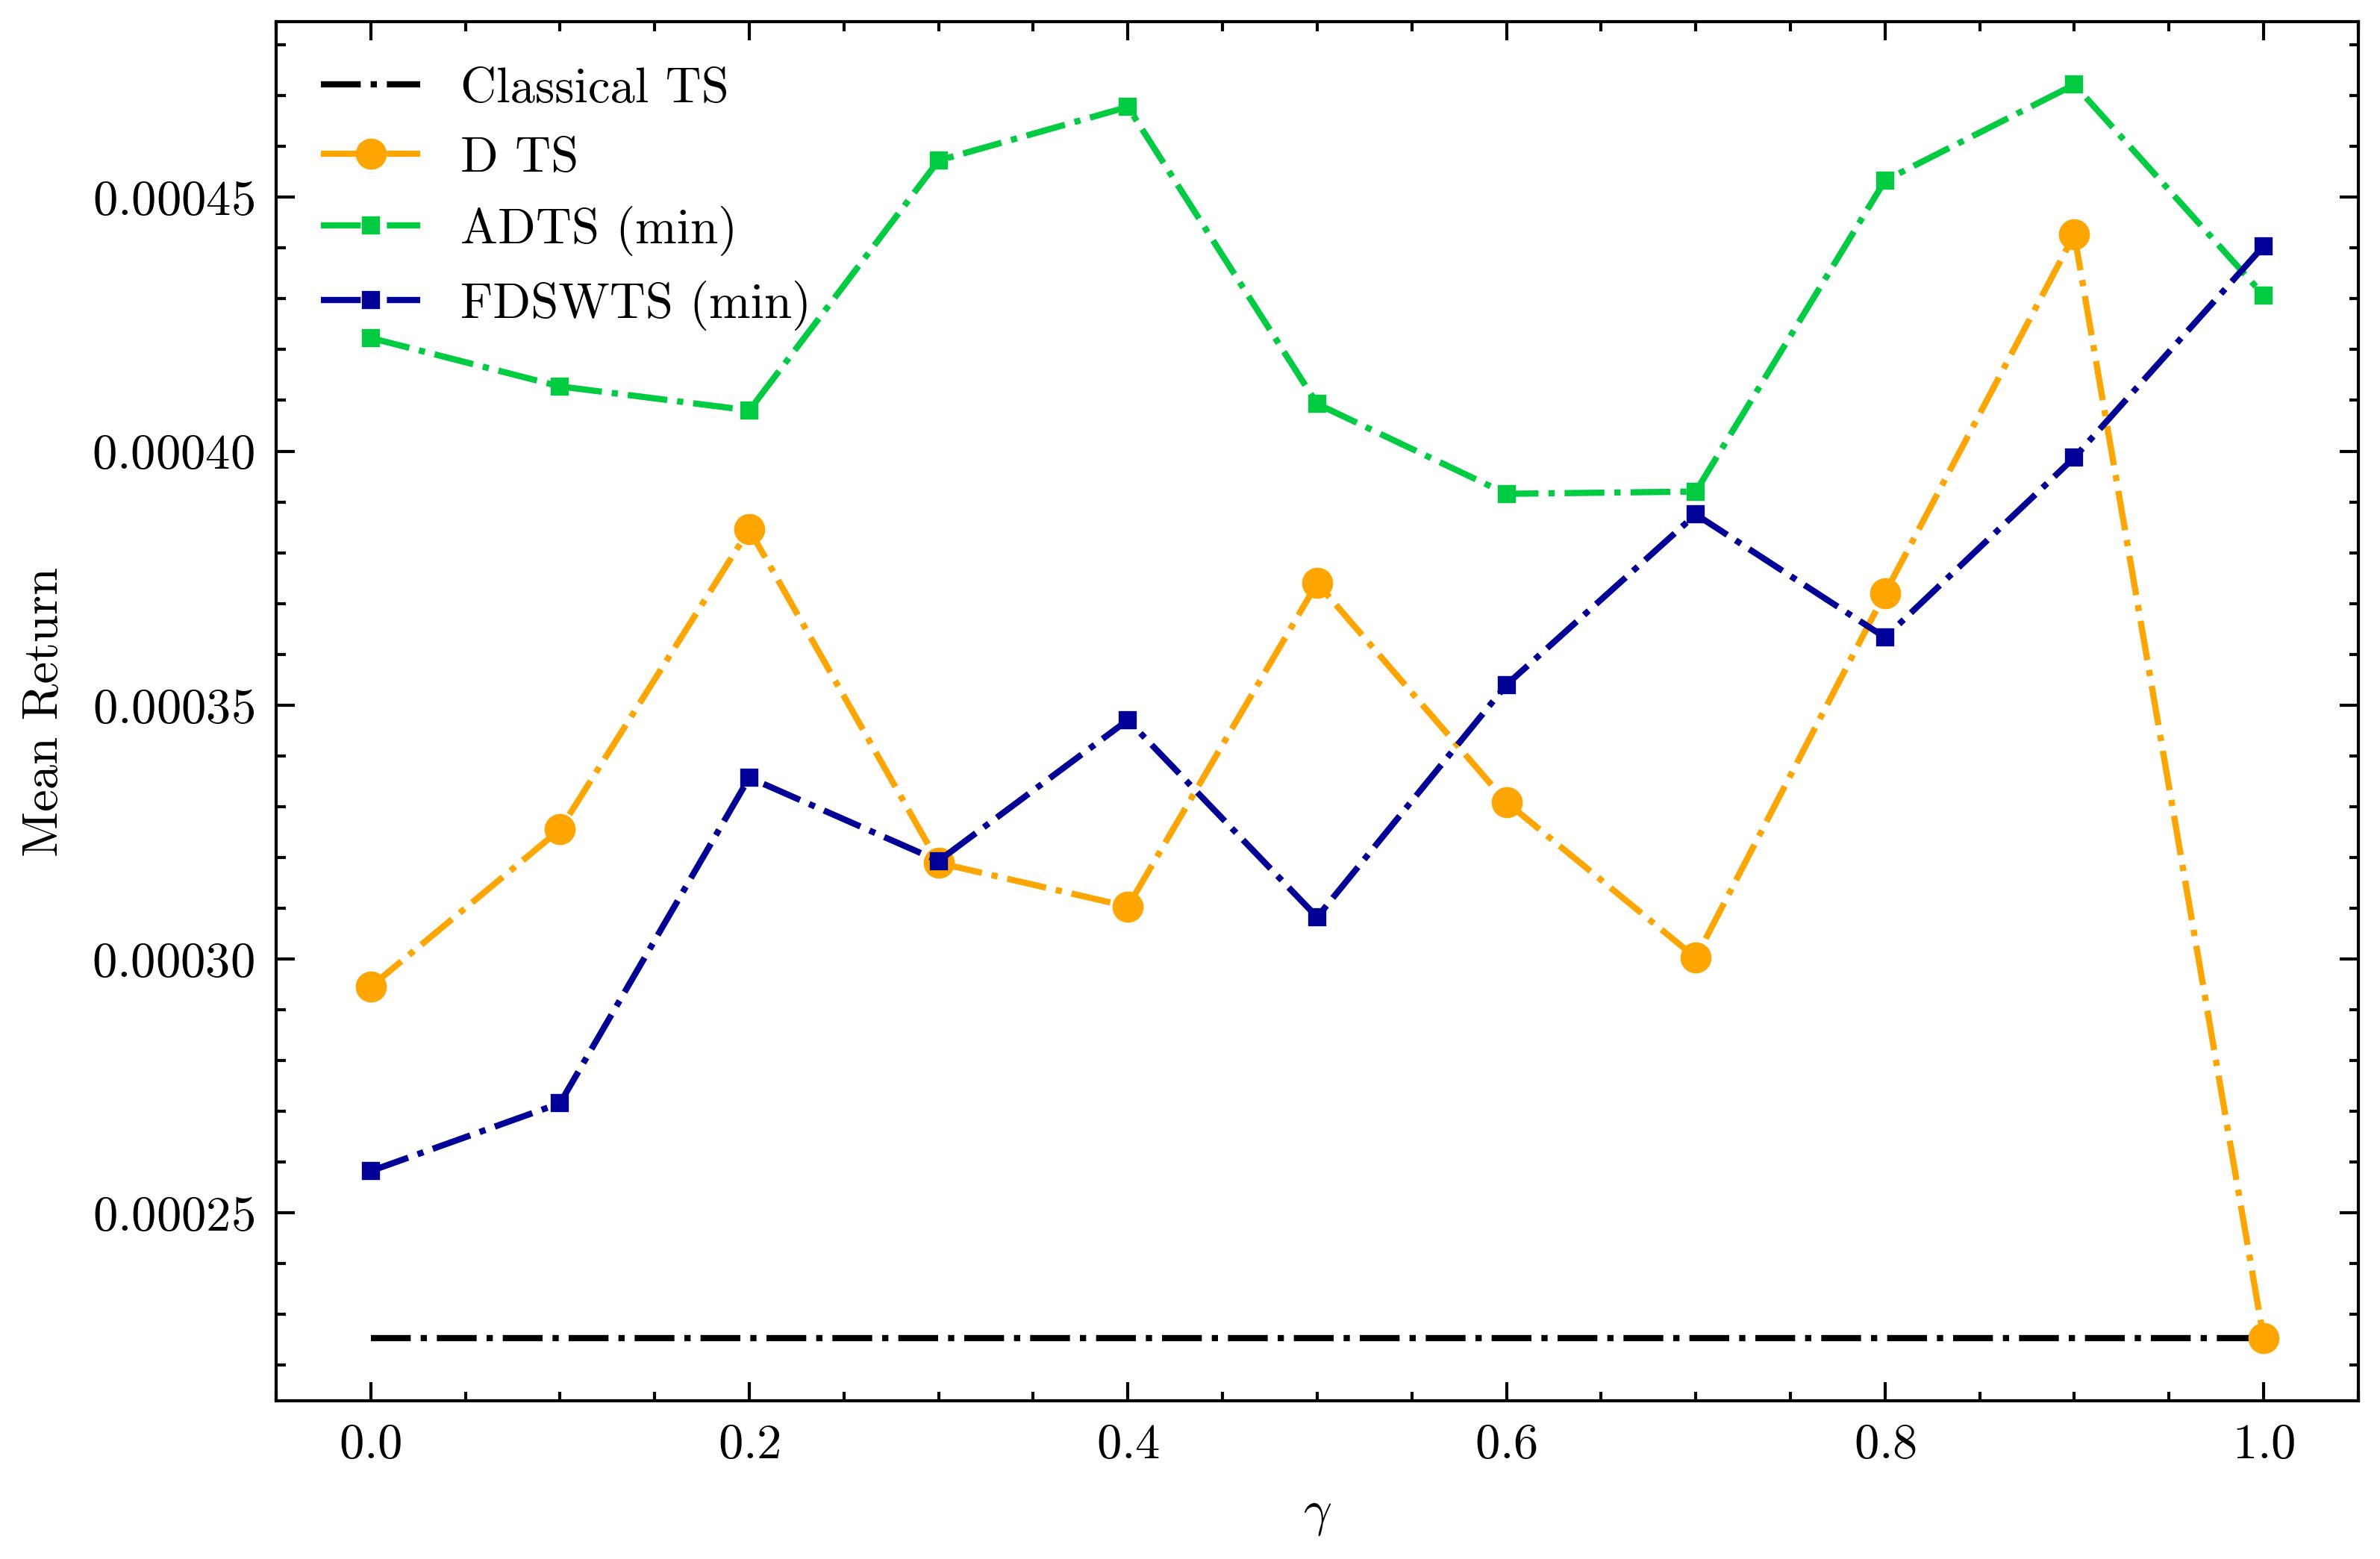 Classical TS
D TS
ADTS (min)
FDSWTS (min)
0.00045
0.00040
0.00035
0.00030
0.00025
Mean Return
0.0 0.2 0.4 0.6 0.8 1.0
γ